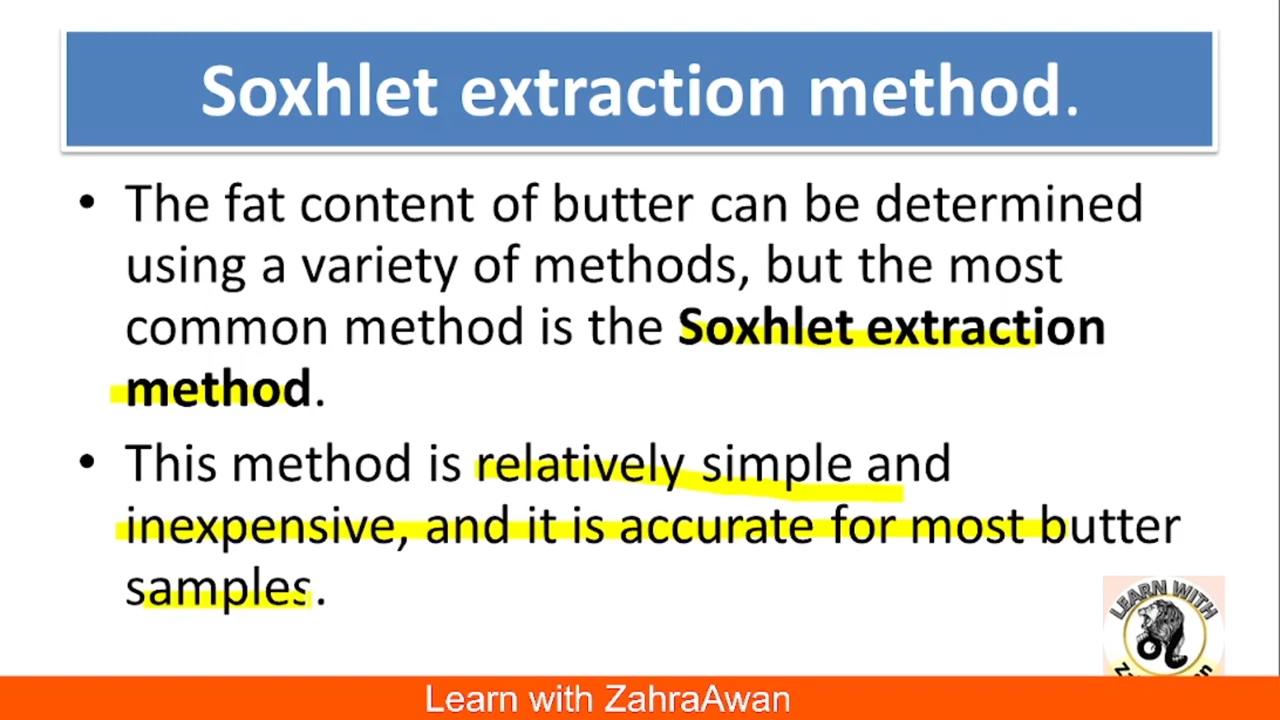 Soxhlet extraction method.
• The fat content of butter can be determined
using a variety of methods, but the most
common method is the Soxhlet extraction
method.
• This method is relatively simple and
inexpensive, and it is accurate for most butter
samples.
LEARN WITH
Learn with ZahraAwan